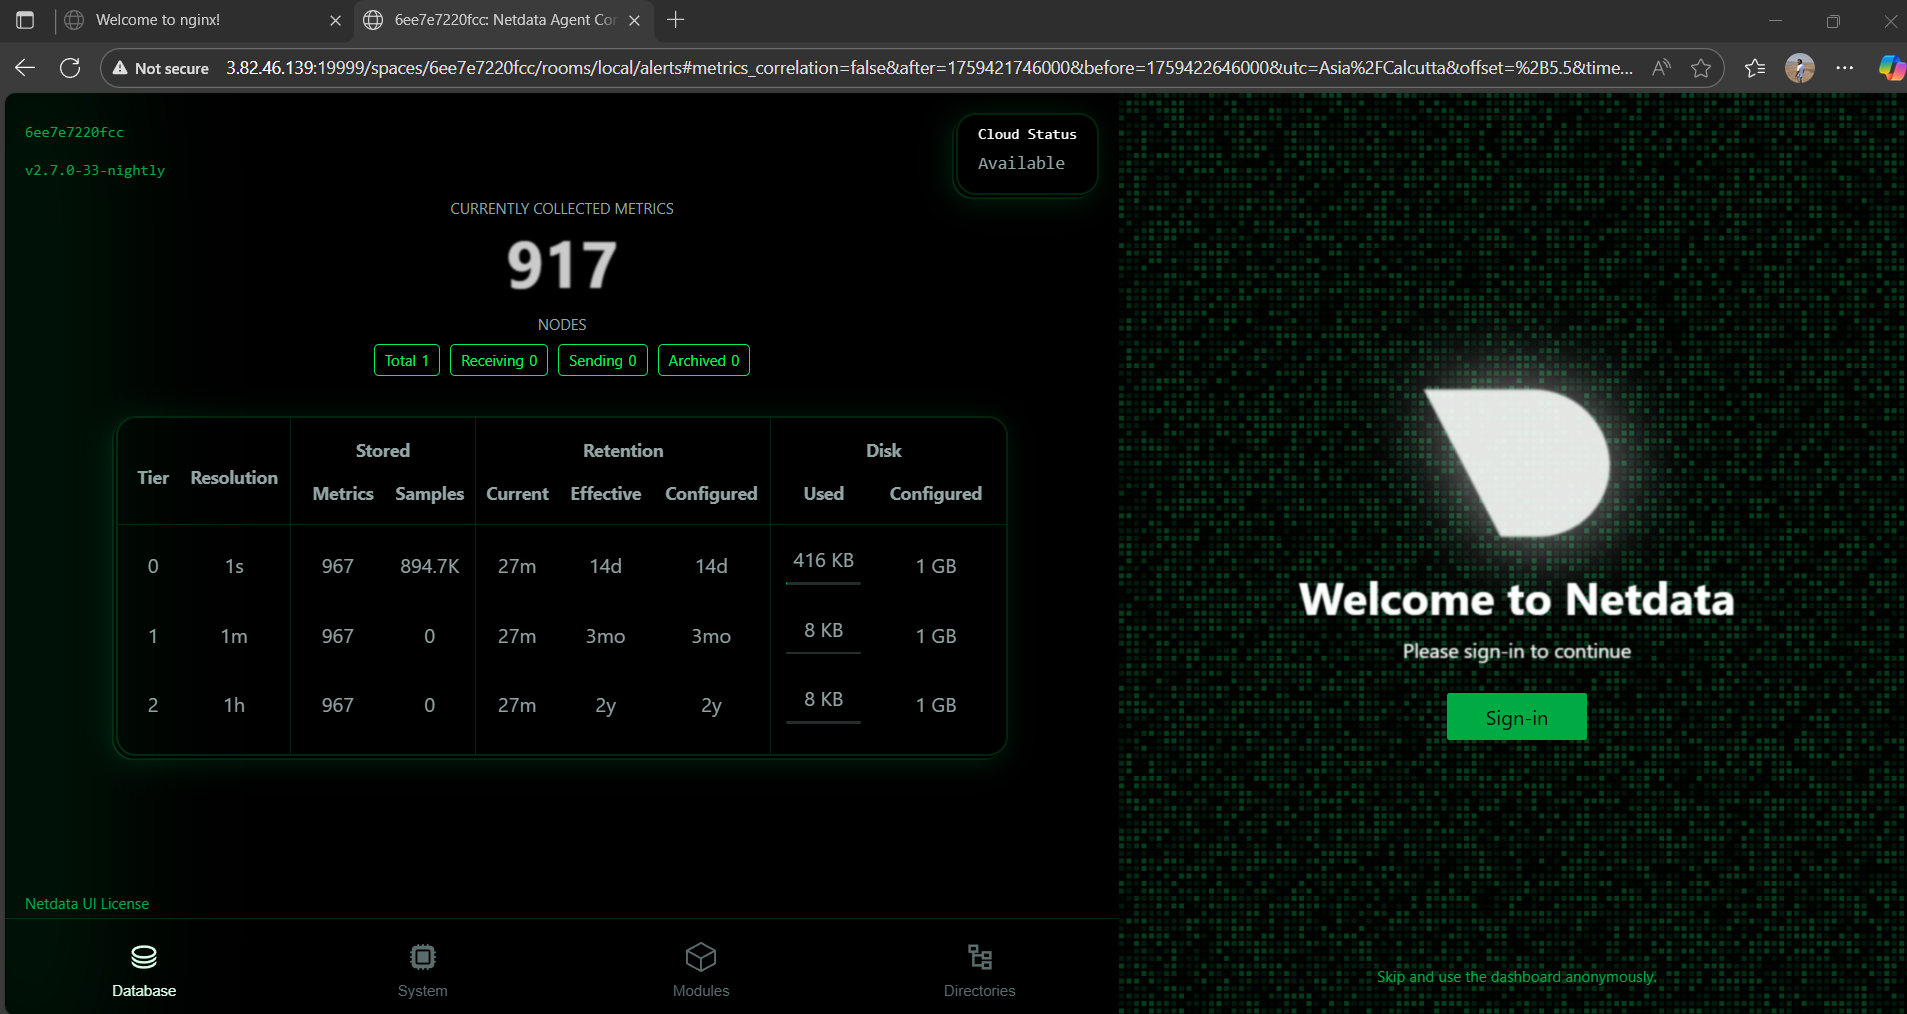 Welcome to nginx!
6ee7e7220fcc: Netdata Agent Co
Not secure 3.82.46.139:19999/spaces/6ee7e7220fcc/rooms/local/alerts#metrics_correlation=false&after=1759421746000&before=1759422646000&utc=Asia%2FCalcutta&offset=%2B5.5&time...
6ee7e7220fcc
v2.7.0-33-nightly
Cloud Status
Available
CURRENTLY COLLECTED METRICS
917
NODES
Total 1 Receiving 0 Sending 0 Archived 0
Stored Retention Disk
Tier Resolution
Metrics Samples Current Effective Configured Used Configured
0 1s 967 894.7K 27m 14d 14d 416 KB 1 GB
1 1m 967 0 27m 3mo 3mo 8 KB 1 GB
2 1h 967 0 27m 2y 2y 8 KB 1 GB
Netdata UI License
Database System Modules Directories
Welcome to Netdata
Please sign-in to continue
Sign-in
Skip and use the dashboard anonymously.